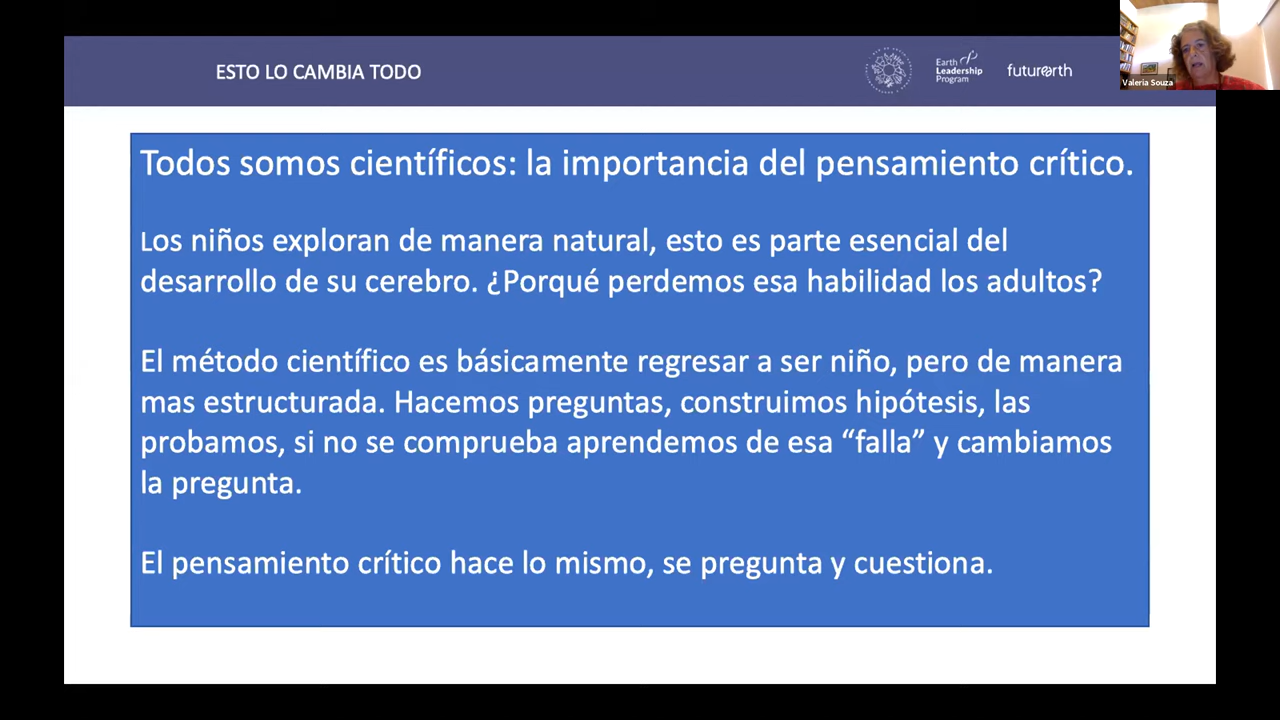 ESTO LO CAMBIA TODO
Earth
Leadership
Program
futurearth
Valeria Souza
Todos somos científicos: la importancia del pensamiento crítico.
Los niños exploran de manera natural, esto es parte esencial del
desarrollo de su cerebro. ¿Porqué perdemos esa habilidad los adultos?
El método científico es básicamente regresar a ser niño, pero de manera
mas estructurada. Hacemos preguntas, construimos hipótesis, las
probamos, si no se comprueba aprendemos de esa “falla” y cambiamos
la pregunta.
El pensamiento crítico hace lo mismo, se pregunta y cuestiona.